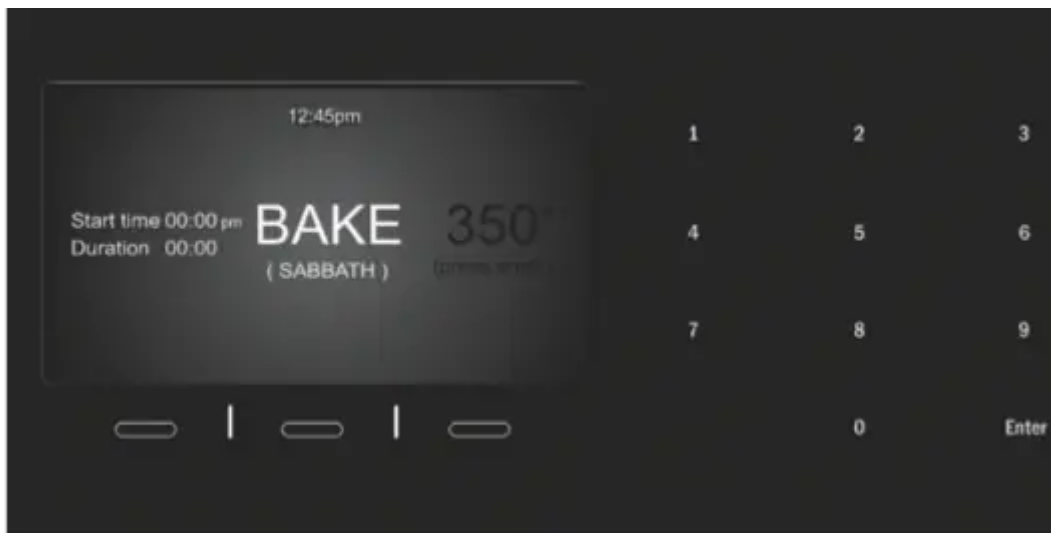 12:45pm
Start time 00:00 pm
Duration 00:00
BAKE
( SABBATH )
350°
1 2 3
4 5 6
7 8 9
0 Enter